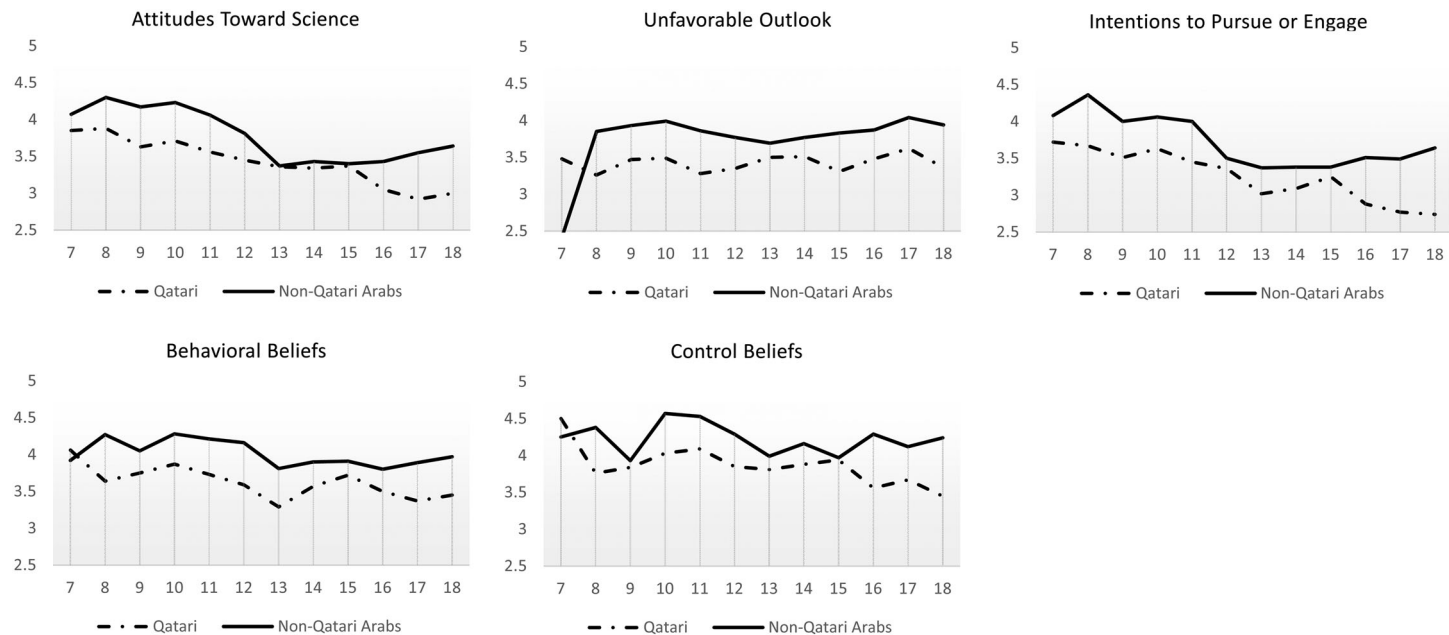 Attitudes Toward Science
5
4.5
4
3.5
3
2.5
7 8 9 10 11 12 13 14 15 16 17 18
Qatari Non-Qatari Arabs
Unfavorable Outlook
5
4.5
4
3.5
3
2.5
7 8 9 10 11 12 13 14 15 16 17 18
Qatari Non-Qatari Arabs
Intentions to Pursue or Engage
5
4.5
4
3.5
3
2.5
7 8 9 10 11 12 13 14 15 16 17 18
Qatari Non-Qatari Arabs
Behavioral Beliefs
5
4.5
4
3.5
3
2.5
7 8 9 10 11 12 13 14 15 16 17 18
Qatari Non-Qatari Arabs
Control Beliefs
5
4.5
4
3.5
3
2.5
7 8 9 10 11 12 13 14 15 16 17 18
Qatari Non-Qatari Arabs